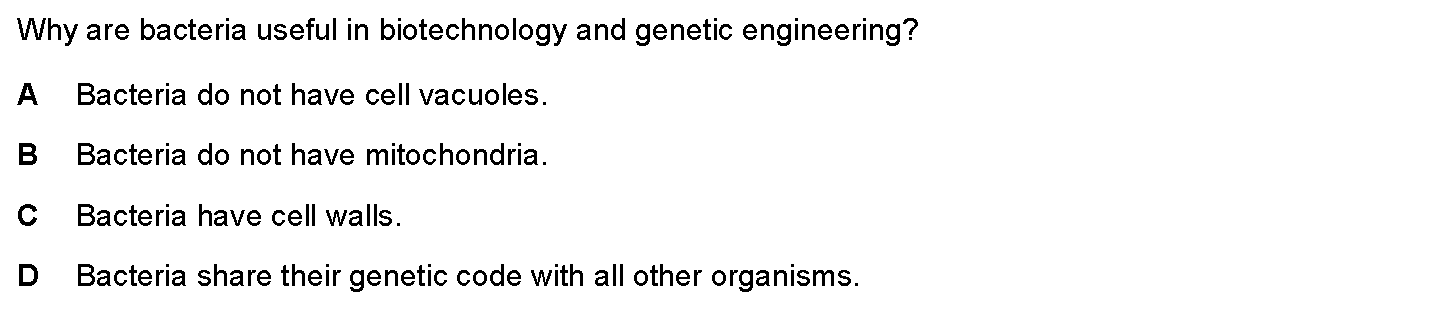 Why are bacteria useful in biotechnology and genetic engineering?
A Bacteria do not have cell vacuoles.
B Bacteria do not have mitochondria.
C Bacteria have cell walls.
D Bacteria share their genetic code with all other organisms.